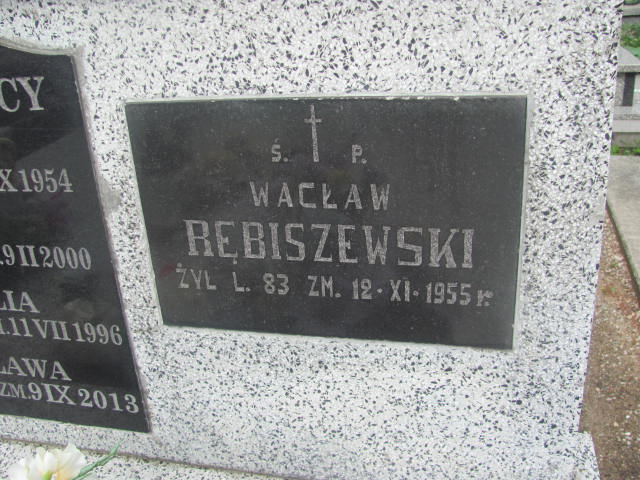 CY
X 1954
9 II 2000
LIA
1.11 VII 1996
ŁAWA
ZM. 9 IX 2013
Ś. P.
WACŁAW
RĘBISZEWSKI
ŻYŁ L. 83 ZM. 12·XI·1955 r.